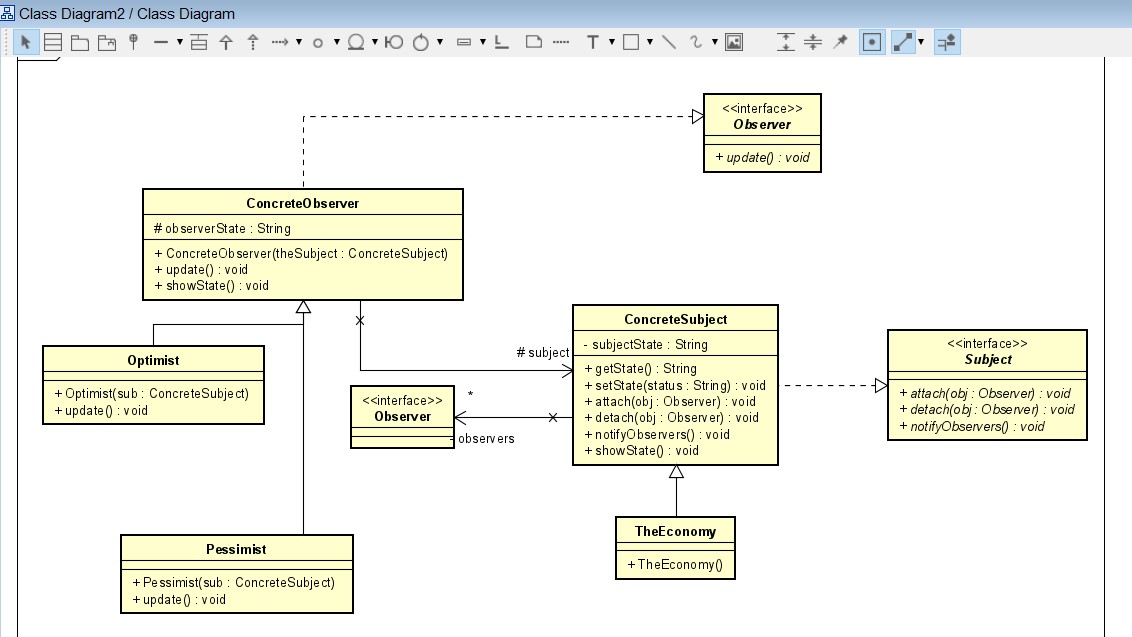 Class Diagram2 / Class Diagram
<<interface>>
Observer
+ update() : void
ConcreteObserver
# observerState : String
+ ConcreteObserver(theSubject : ConcreteSubject)
+ update() : void
+ showState() : void
ConcreteSubject
- subjectState : String
+ getState() : String
+ setState(status : String) : void
+ attach(obj : Observer) : void
+ detach(obj : Observer) : void
+ notifyObservers() : void
+ showState() : void
<<interface>>
Subject
+ attach(obj : Observer) : void
+ detach(obj : Observer) : void
+ notifyObservers() : void
# subject
Optimist
+ Optimist(sub : ConcreteSubject)
+ update() : void
<<interface>>
Observer
*
- observers
TheEconomy
+ TheEconomy()
Pessimist
+ Pessimist(sub : ConcreteSubject)
+ update() : void